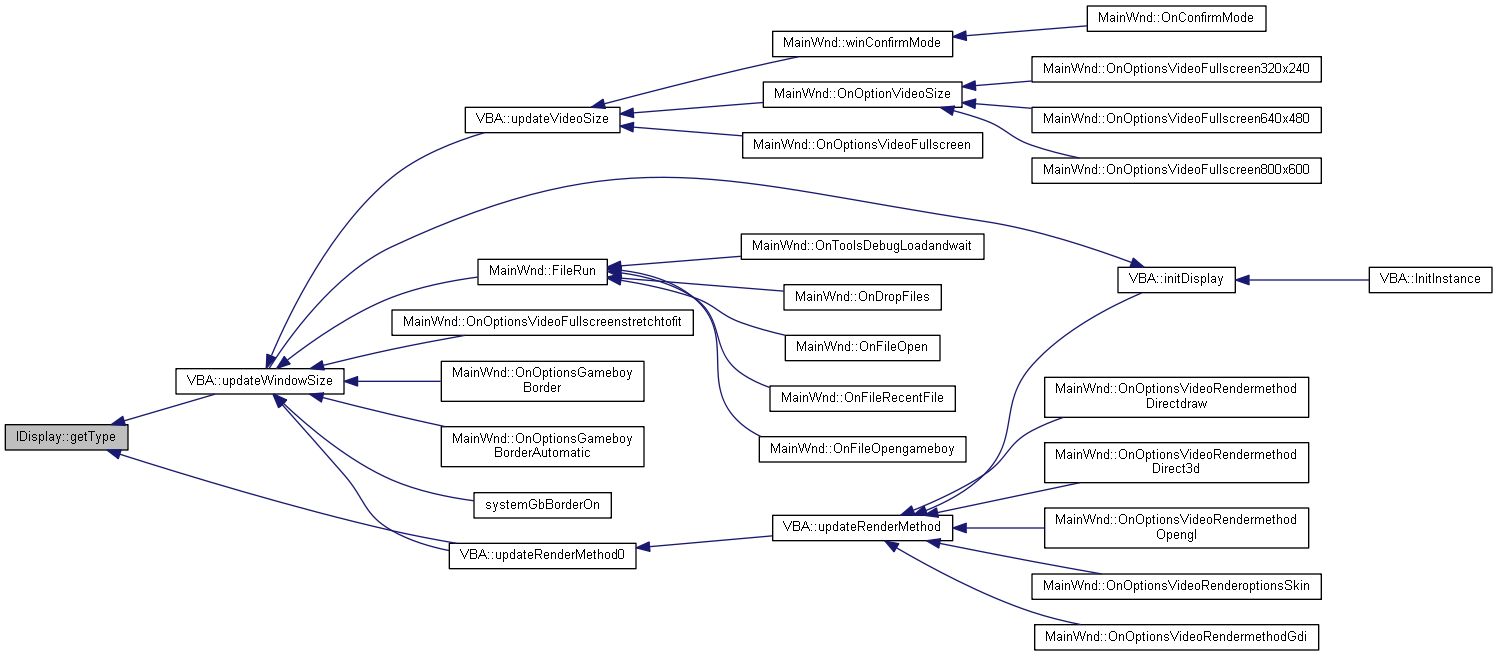 MainWnd::OnConfirmMode
MainWnd::winConfirmMode
MainWnd::OnOptionsVideoFullscreen320x240
MainWnd::OnOptionVideoSize
VBA::updateVideoSize
MainWnd::OnOptionsVideoFullscreen640x480
MainWnd::OnOptionsVideoFullscreen
MainWnd::OnOptionsVideoFullscreen800x600
MainWnd::OnToolsDebugLoadandwait
MainWnd::FileRun
VBA::initDisplay
VBA::InitInstance
MainWnd::OnDropFiles
MainWnd::OnOptionsVideoFullscreenstretchtofit
MainWnd::OnFileOpen
VBA::updateWindowSize
MainWnd::OnOptionsGameboy
Border
MainWnd::OnFileRecentFile
MainWnd::OnOptionsVideoRendermethod
Directdraw
IDisplay::getType
MainWnd::OnOptionsGameboy
BorderAutomatic
MainWnd::OnFileOpengameboy
MainWnd::OnOptionsVideoRendermethod
Direct3d
systemGbBorderOn
VBA::updateRenderMethod
MainWnd::OnOptionsVideoRendermethod
Opengl
VBA::updateRenderMethod0
MainWnd::OnOptionsVideoRenderoptionsSkin
MainWnd::OnOptionsVideoRendermethodGdi